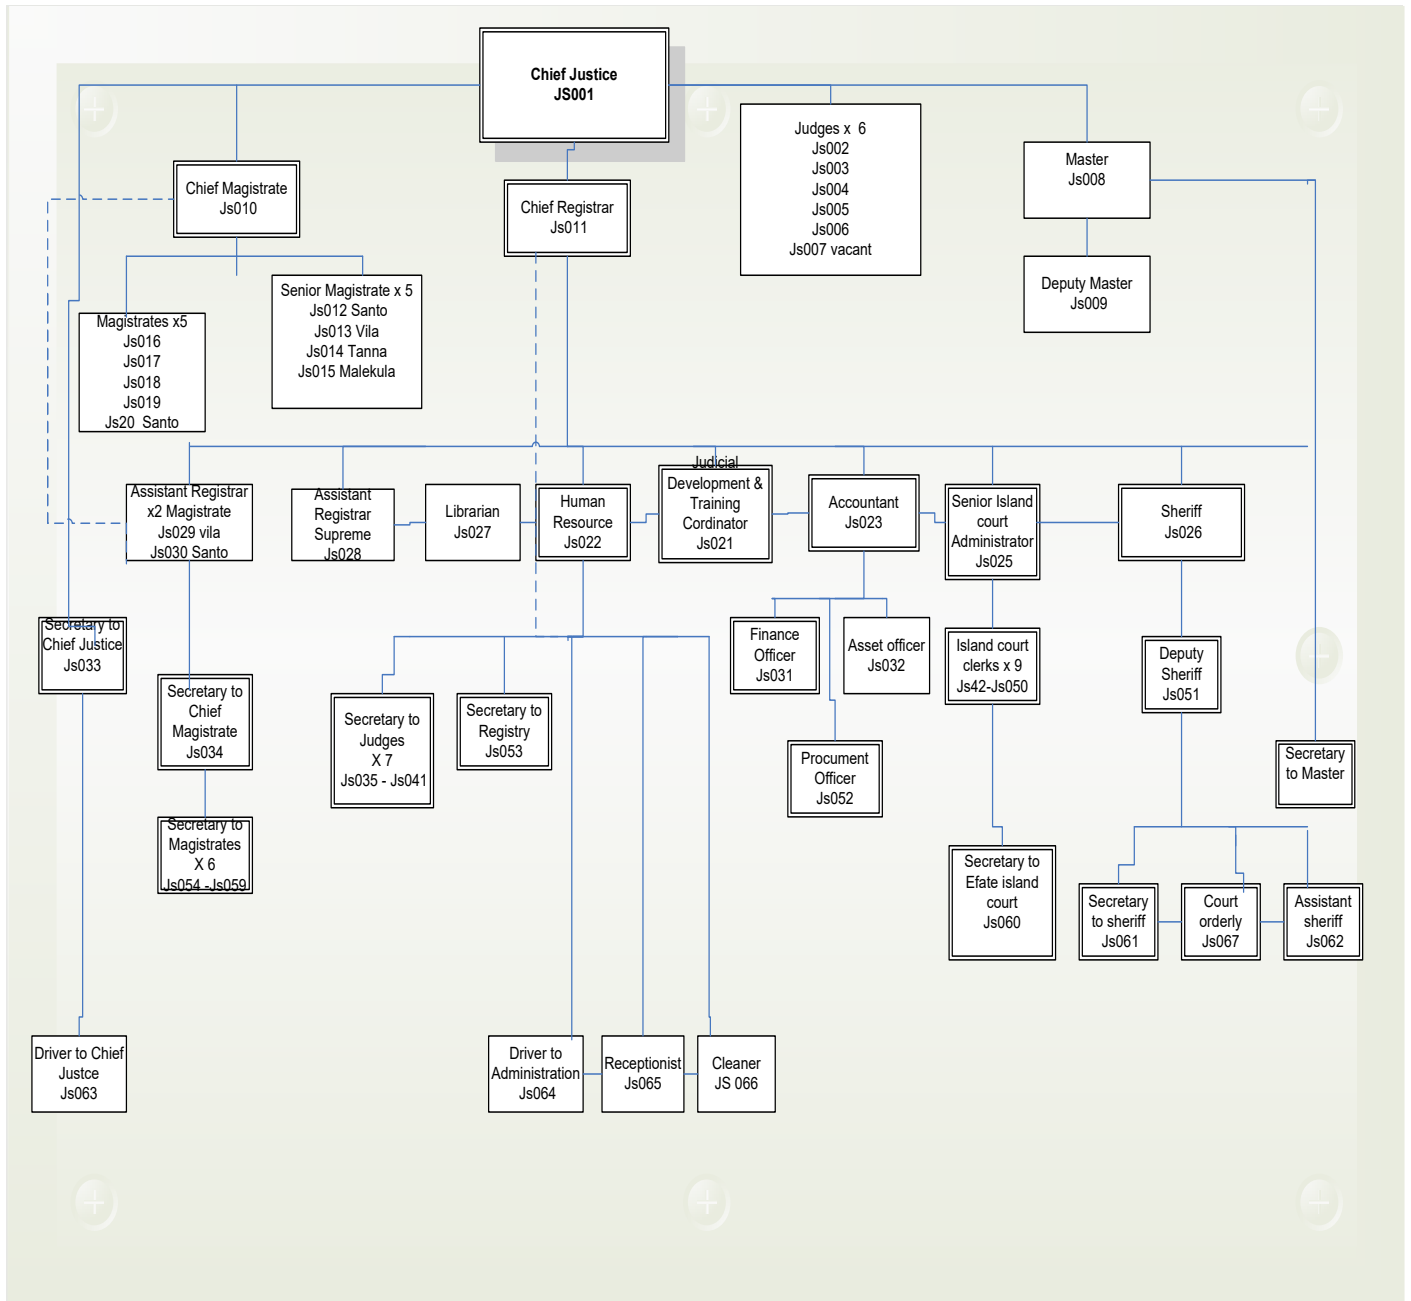 Chief Justice
JS001
Judges x  6
Js002
Js003
Js004
Js005
Js006
Js007 vacant
Master
Js008
Chief Magistrate
Js010
Chief Registrar
Js011
Deputy Master
Js009
Senior Magistrate x 5
Js012 Santo
Js013 Vila
Js014 Tanna
Js015 Malekula
Magistrates x5
Js016
Js017
Js018
Js019
Js20  Santo
Assistant Registrar
x2 Magistrate
Js029 vila
Js030 Santo
Assistant
Registrar
Supreme
Js028
Librarian
Js027
Human
Resource
Js022
Judicial
Development &
Training
Cordinator
Js021
Accountant
Js023
Senior Island
court
Administrator
Js025
Sheriff
Js026
Secretary to
Chief Justice
Js033
Secretary to
Chief
Magistrate
Js034
Secretary to
Judges
X 7
Js035 - Js041
Secretary to
Registry
Js053
Finance
Officer
Js031
Asset officer
Js032
Island court
clerks x 9
Js42-Js050
Deputy
Sheriff
Js051
Procument
Officer
Js052
Secretary
to Master
Secretary to
Magistrates
X 6
Js054 -Js059
Secretary to
Efate island
court
Js060
Secretary
to sheriff
Js061
Court
orderly
Js067
Assistant
sheriff
Js062
Driver to Chief
Justce
Js063
Driver to
Administration
Js064
Receptionist
Js065
Cleaner
JS 066